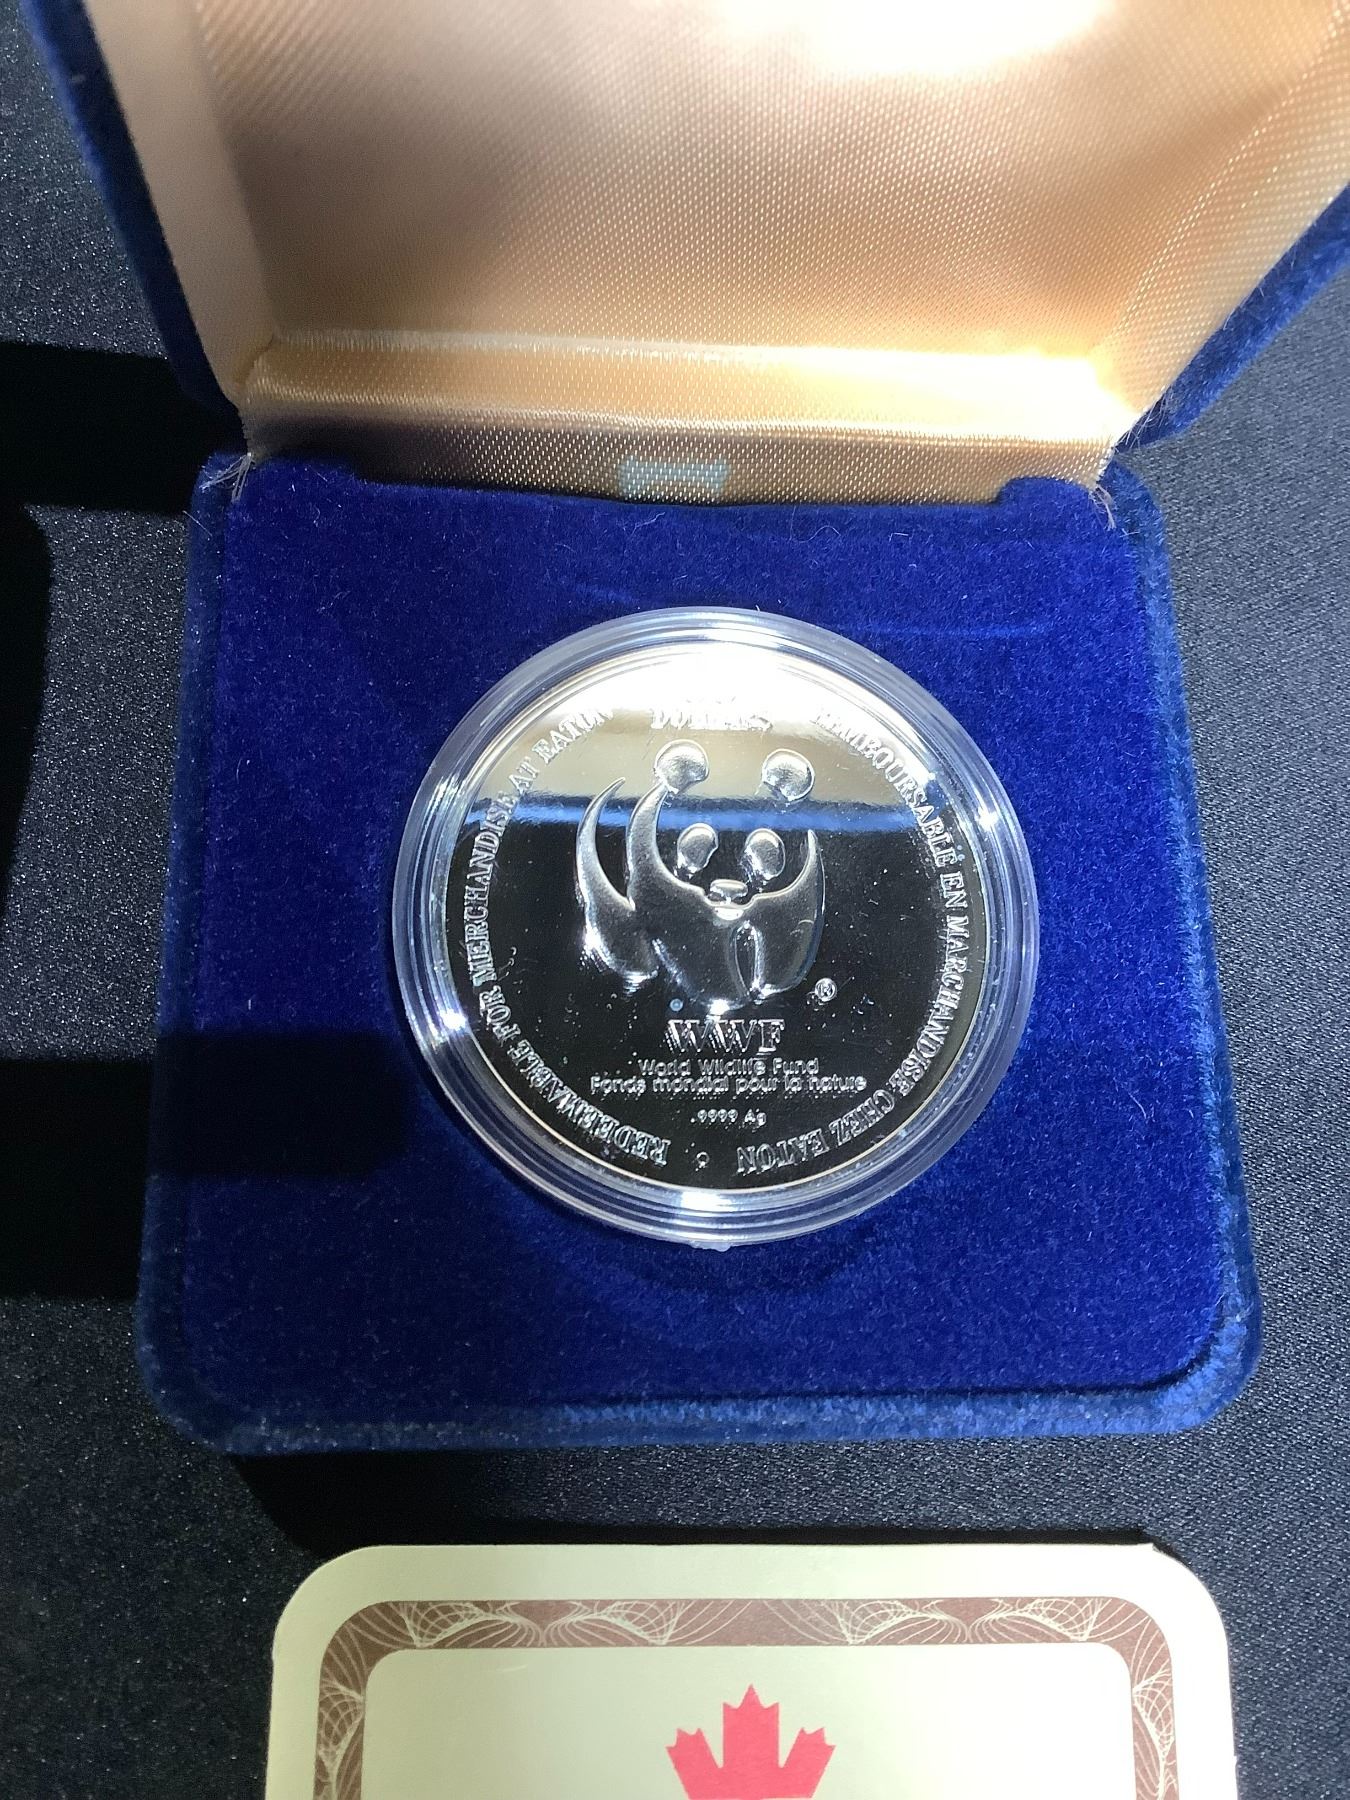 REDEEMABLE FOR MERCHANDISE AT EATON DOLLARS REMBOURSABLE EN MARCHANDISE CHEZ EATON
®
WWF
World Wildlife Fund
Fonds mondial pour la nature
.9999 Ag